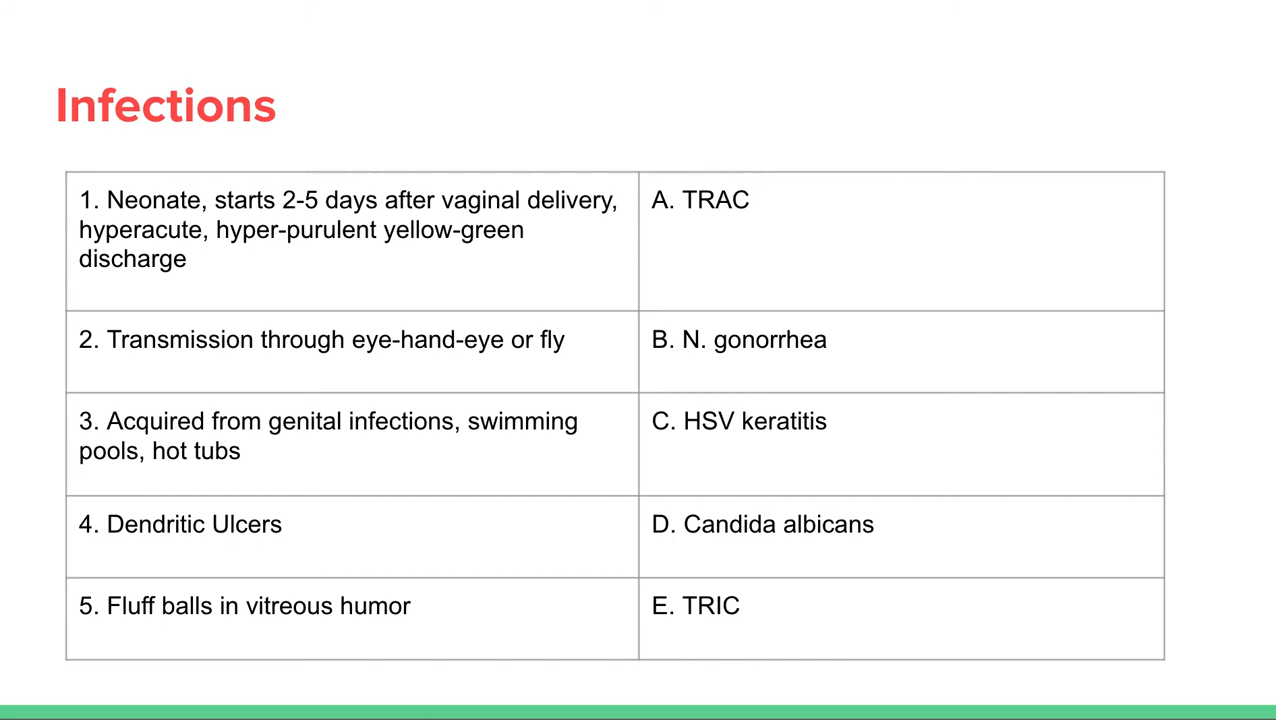 Infections
1. Neonate, starts 2-5 days after vaginal delivery,
hyperacute, hyper-purulent yellow-green
discharge
A. TRAC
2. Transmission through eye-hand-eye or fly
B. N. gonorrhea
3. Acquired from genital infections, swimming
pools, hot tubs
C. HSV keratitis
4. Dendritic Ulcers
D. Candida albicans
5. Fluff balls in vitreous humor
E. TRIC